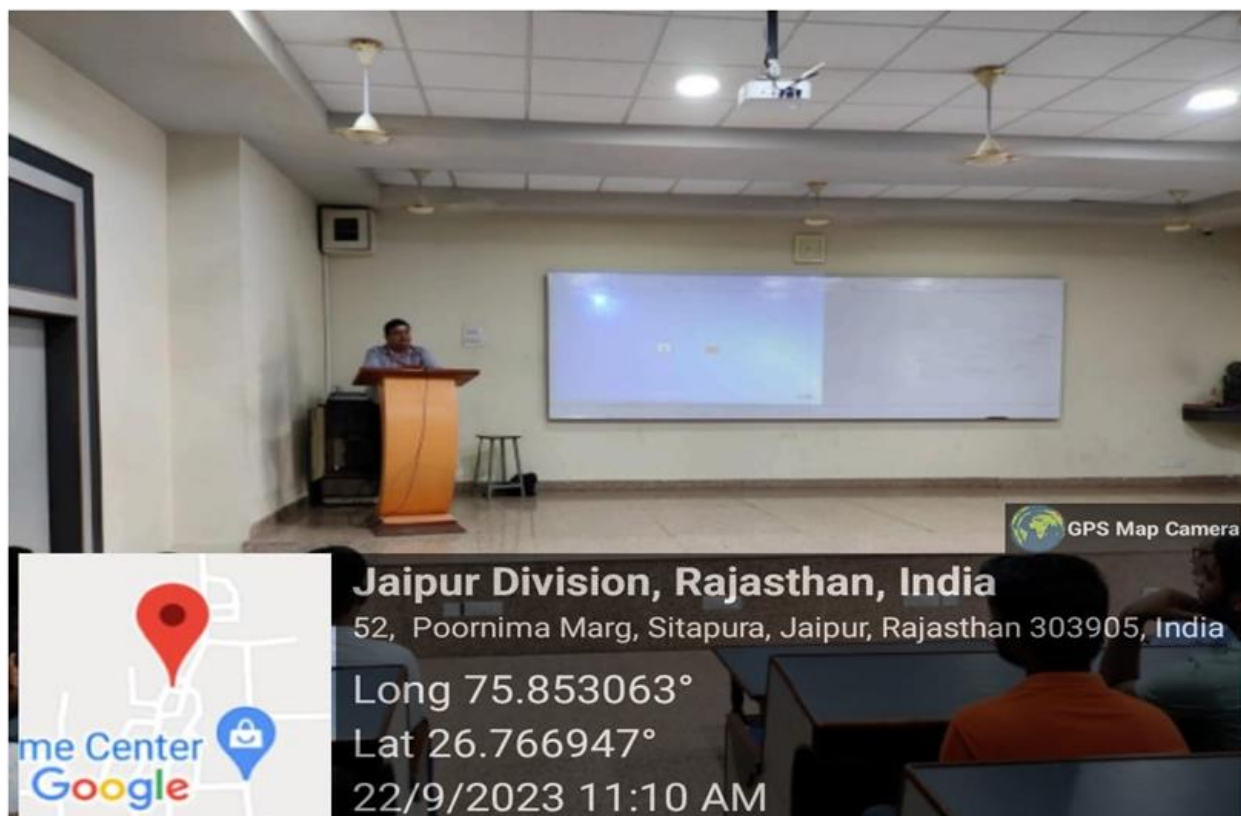 GPS Map Camera
Jaipur Division, Rajasthan, India
52, Poornima Marg, Sitapura, Jaipur, Rajasthan 303905, India
Long 75.853063°
Lat 26.766947°
22/9/2023 11:10 AM
me Center
Google